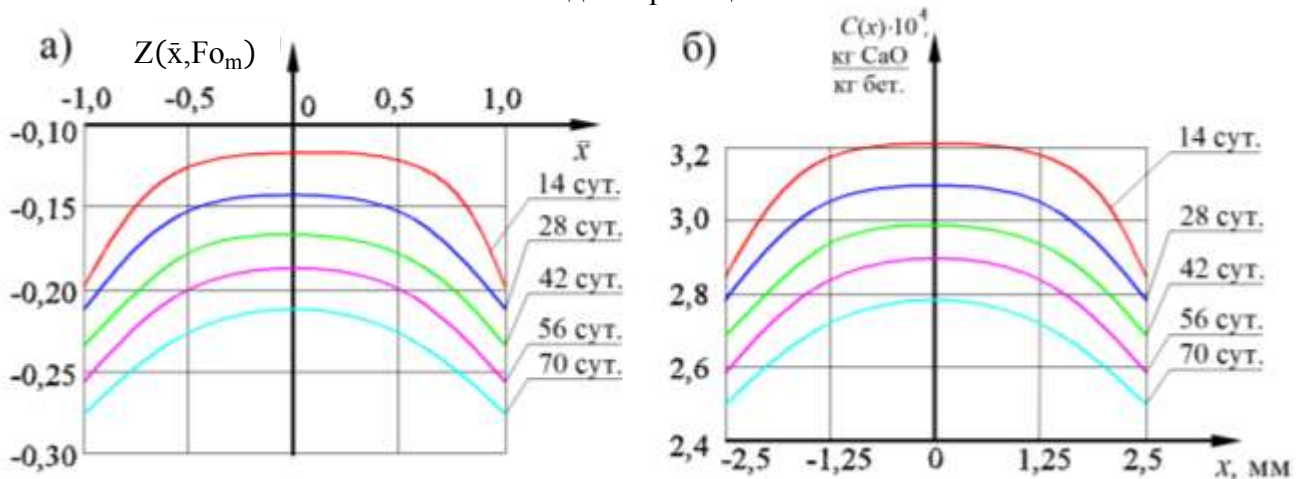 а)
Z(x̄,Fom)
-1,0 -0,5 0 0,5 1,0
x̄
-0,10
-0,15
-0,20
-0,25
-0,30
14 сут.
28 сут.
42 сут.
56 сут.
70 сут.
б)
C(x)·10⁴,
кг CaO
кг бет.
3,2
3,0
2,8
2,6
2,4
14 сут.
28 сут.
42 сут.
56 сут.
70 сут.
-2,5 -1,25 0 1,25 2,5 x, мм